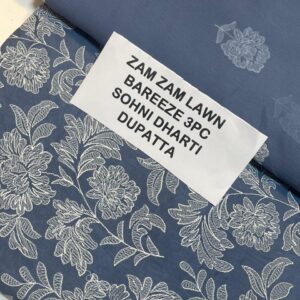 ZAM ZAM LAWN
BAREEZE 3PC
SOHNI DHARTI
DUPATTA